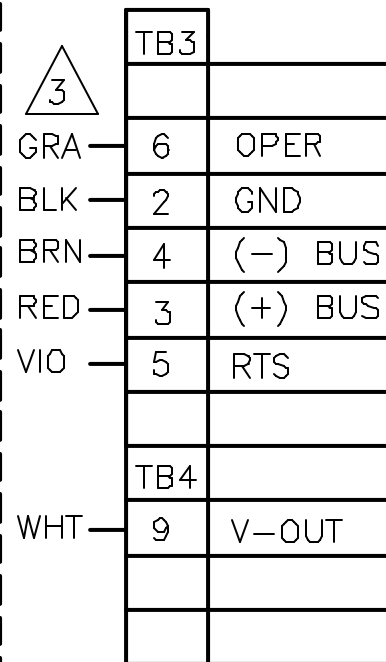 TB3
3
GRA 6 OPER
BLK 2 GND
BRN 4 (-) BUS
RED 3 (+) BUS
VIO 5 RTS
TB4
WHT 9 V-OUT